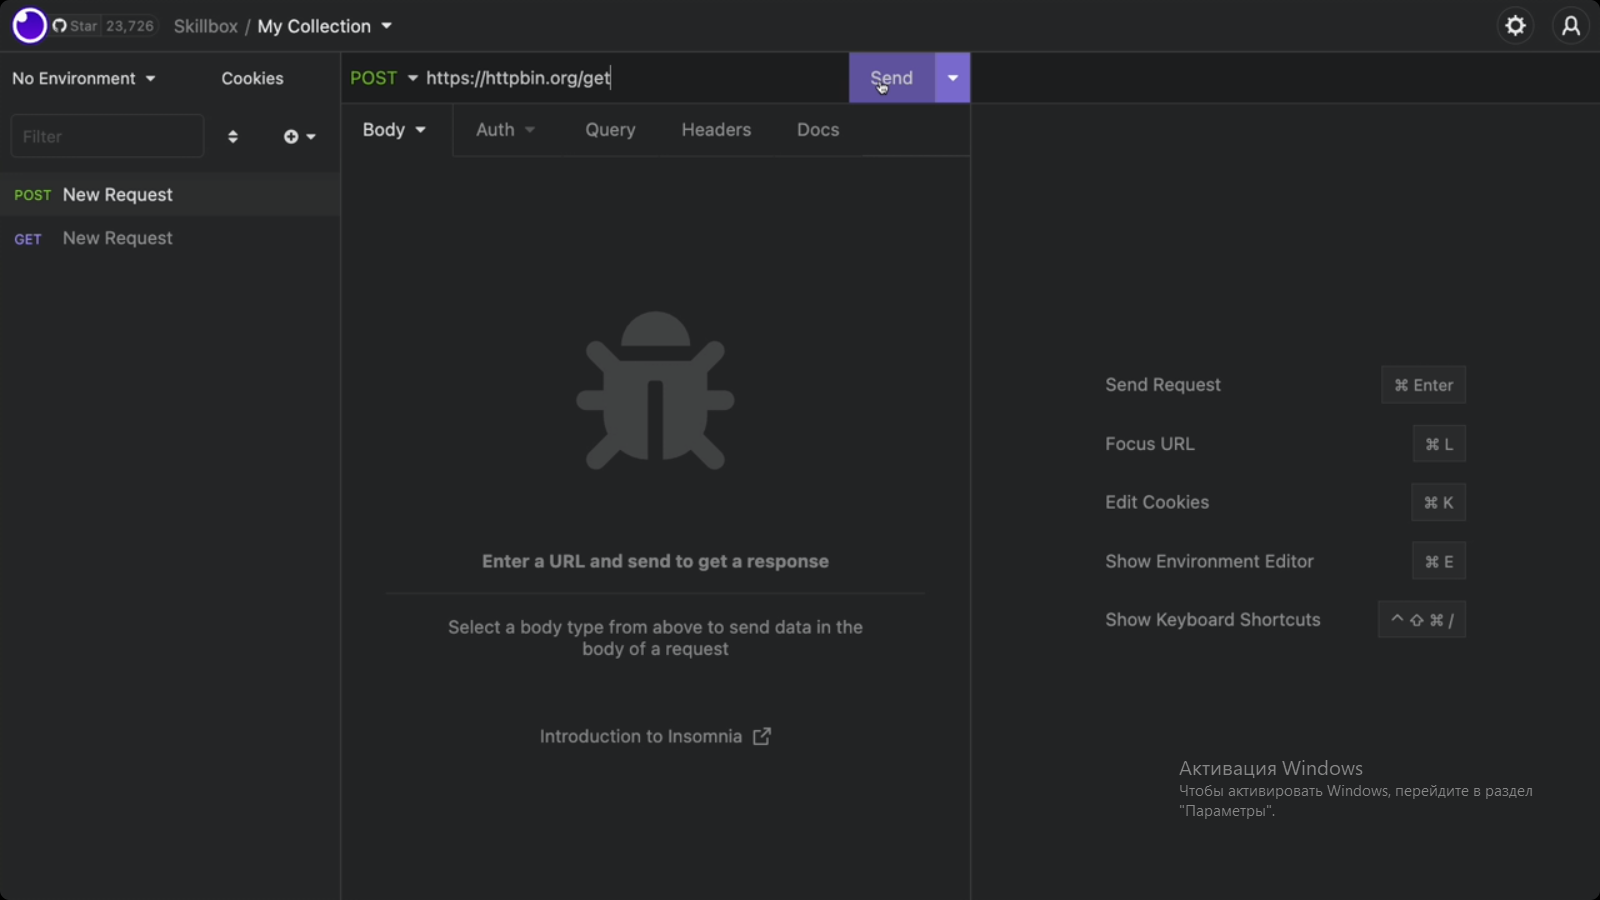 Star 23,726 Skillbox / My Collection
No Environment Cookies
POST https://httpbin.org/get Send
Filter
Body Auth Query Headers Docs
POST New Request
GET New Request
Enter a URL and send to get a response
Select a body type from above to send data in the
body of a request
Introduction to Insomnia
Send Request ⌘ Enter
Focus URL ⌘ L
Edit Cookies ⌘ K
Show Environment Editor ⌘ E
Show Keyboard Shortcuts ^ ⇧ ⌘ /
Активация Windows
Чтобы активировать Windows, перейдите в раздел
"Параметры".